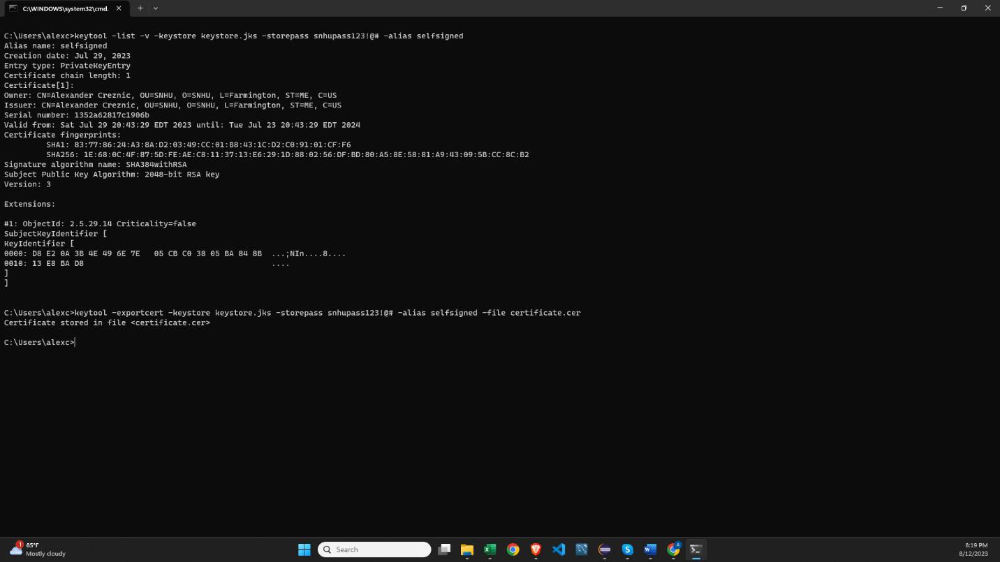 C:\WINDOWS\system32\cmd.
C:\Users\alexc>keytool -list -v -keystore keystore.jks -storepass snhupass123!@# -alias selfsigned
Alias name: selfsigned
Creation date: Jul 29, 2023
Entry type: PrivateKeyEntry
Certificate chain length: 1
Certificate[1]:
Owner: CN=Alexander Creznic, OU=SNHU, O=SNHU, L=Farmington, ST=ME, C=US
Issuer: CN=Alexander Creznic, OU=SNHU, O=SNHU, L=Farmington, ST=ME, C=US
Serial number: 1352a62817c1906b
Valid from: Sat Jul 29 20:43:29 EDT 2023 until: Tue Jul 23 20:43:29 EDT 2024
Certificate fingerprints:
SHA1: 83:77:86:24:A3:8A:D2:03:49:CC:01:B8:43:1C:D2:C0:91:01:CF:F6
SHA256: 1E:68:0C:4F:87:5D:FE:AE:C8:11:37:13:E6:29:1D:88:02:56:DF:BD:80:A5:8E:58:81:A9:43:09:5B:CC:8C:B2
Signature algorithm name: SHA384withRSA
Subject Public Key Algorithm: 2048-bit RSA key
Version: 3
Extensions:
#1: ObjectId: 2.5.29.14 Criticality=false
SubjectKeyIdentifier [
KeyIdentifier [
0000: D8 E2 0A 3B 4E 49 6E 7E   05 CB C0 38 05 BA 84 8B  ...;NIn....8....
0010: 13 E8 BA D8                                        ....
]
]
C:\Users\alexc>keytool -exportcert -keystore keystore.jks -storepass snhupass123!@# -alias selfsigned -file certificate.cer
Certificate stored in file <certificate.cer>
C:\Users\alexc>
1
85°F
Mostly cloudy
Search
A
8:19 PM
8/12/2023